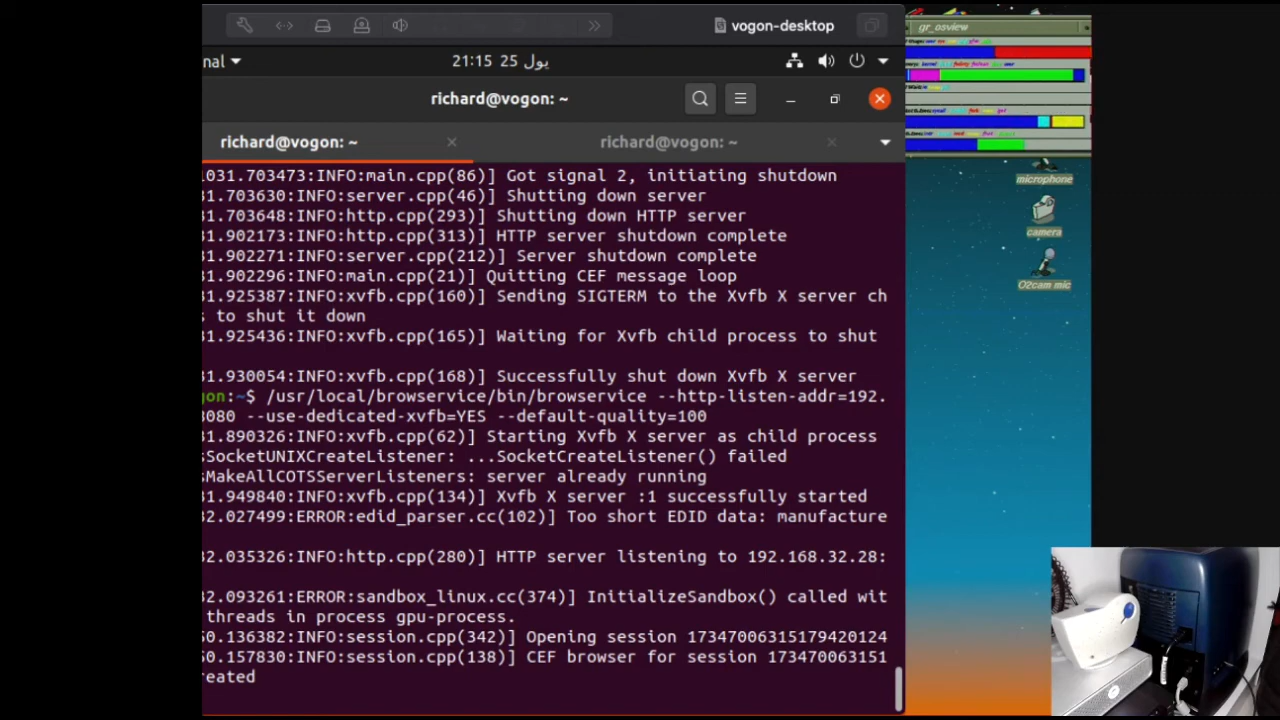 vogon-desktop
nal
21:15 25 يول
richard@vogon: ~
richard@vogon: ~
richard@vogon: ~
1031.703473:INFO:main.cpp(86)] Got signal 2, initiating shutdown
31.703630:INFO:server.cpp(46)] Shutting down server
31.703648:INFO:http.cpp(293)] Shutting down HTTP server
31.902173:INFO:http.cpp(313)] HTTP server shutdown complete
31.902271:INFO:server.cpp(212)] Server shutdown complete
31.902296:INFO:main.cpp(21)] Quitting CEF message loop
31.925387:INFO:xvfb.cpp(160)] Sending SIGTERM to the Xvfb X server ch
s to shut it down
31.925436:INFO:xvfb.cpp(165)] Waiting for Xvfb child process to shut
31.930054:INFO:xvfb.cpp(168)] Successfully shut down Xvfb X server
gon:~$ /usr/local/browservice/bin/browservice --http-listen-addr=192.
8080 --use-dedicated-xvfb=YES --default-quality=100
31.890326:INFO:xvfb.cpp(62)] Starting Xvfb X server as child process
sSocketUNIXCreateListener: ...SocketCreateListener() failed
sMakeAllCOTSServerListeners: server already running
31.949840:INFO:xvfb.cpp(134)] Xvfb X server :1 successfully started
32.027499:ERROR:edid_parser.cc(102)] Too short EDID data: manufacture
32.035326:INFO:http.cpp(280)] HTTP server listening to 192.168.32.28:
32.093261:ERROR:sandbox_linux.cc(374)] InitializeSandbox() called wit
threads in process gpu-process.
50.136382:INFO:session.cpp(342)] Opening session 17347006315179420124
50.157830:INFO:session.cpp(138)] CEF browser for session 173470063151
reated
gr_osview
microphone
camera
O2cam mic